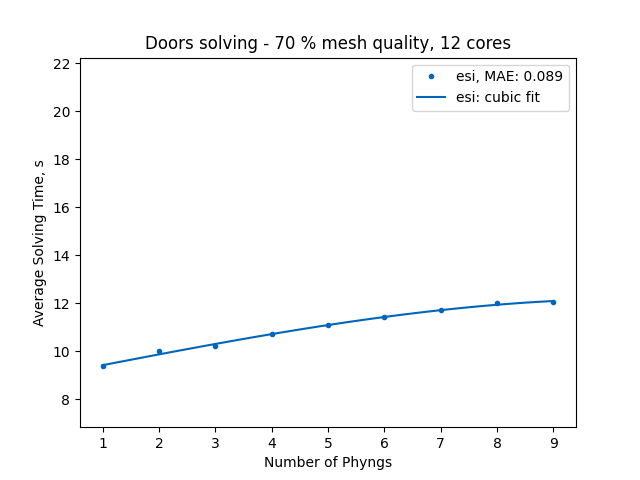 Doors solving - 70 % mesh quality, 12 cores
esi, MAE: 0.089
esi: cubic fit
Average Solving Time, s
22
20
18
16
14
12
10
8
1 2 3 4 5 6 7 8 9
Number of Phyngs